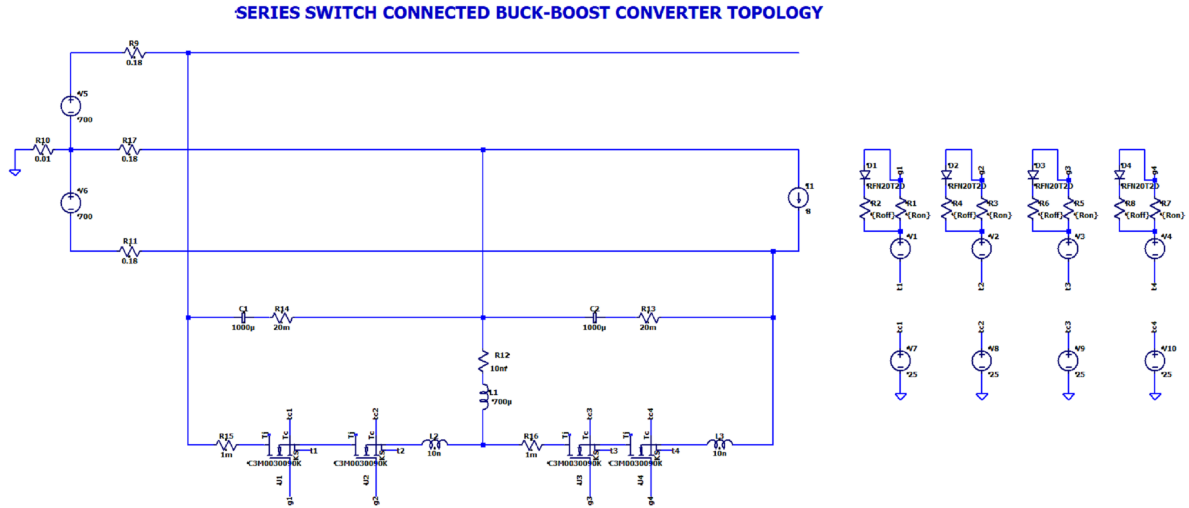 SERIES SWITCH CONNECTED BUCK-BOOST CONVERTER TOPOLOGY
R9
0.18
V5
700
R10
0.01
R17
0.18
V6
700
R11
0.18
I1
8
C1
1000µ
R14
20m
C2
1000µ
R13
20m
R12
10m
L1
700µ
R15
1m
Tj
Tc
tc1
t1
C3M0030090K
U1
g1
Tj
Tc
tc2
t2
C3M0030090K
U2
g2
L2
10n
R16
1m
Tj
Tc
tc3
t3
C3M0030090K
U3
g3
Tj
Tc
tc4
t4
C3M0030090K
U4
g4
L3
10n
D1
g1
RFN20T2D
R2
{Roff}
R1
{Ron}
V1
t1
D2
g2
RFN20T2D
R4
{Roff}
R3
{Ron}
V2
t2
D3
g3
RFN20T2D
R6
{Roff}
R5
{Ron}
V3
t3
D4
g4
RFN20T2D
R8
{Roff}
R7
{Ron}
V4
t4
tc1
V7
25
tc2
V8
25
tc3
V9
25
tc4
V10
25